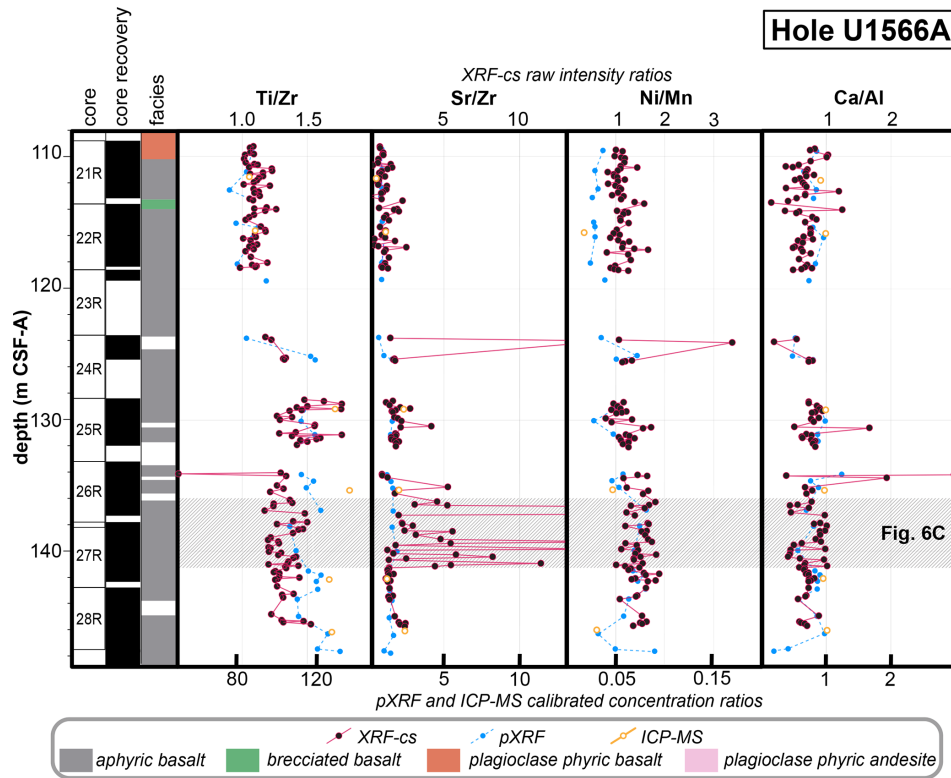 Hole U1566A
XRF-cs raw intensity ratios
core
core recovery
facies
Ti/Zr
Sr/Zr
Ni/Mn
Ca/Al
1.0 1.5
5 10
1 2 3
1 2
depth (m CSF-A)
110
120
130
140
21R
22R
23R
24R
25R
26R
27R
28R
Fig. 6C
80 120
5 10
0.05 0.15
1 2
pXRF and ICP-MS calibrated concentration ratios
XRF-cs pXRF ICP-MS
aphyric basalt brecciated basalt plagioclase phyric basalt plagioclase phyric andesite